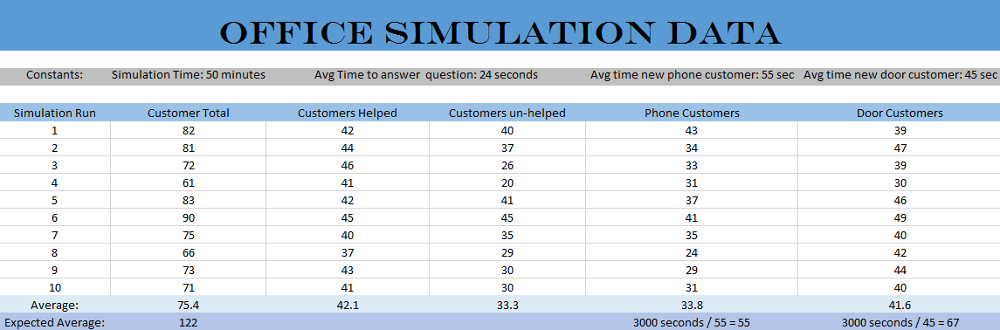 OFFICE SIMULATION DATA
Constants: Simulation Time: 50 minutes Avg Time to answer question: 24 seconds Avg time new phone customer: 55 sec Avg time new door customer: 45 sec
Simulation Run Customer Total Customers Helped Customers un-helped Phone Customers Door Customers
1 82 42 40 43 39
2 81 44 37 34 47
3 72 46 26 33 39
4 61 41 20 31 30
5 83 42 41 37 46
6 90 45 45 41 49
7 75 40 35 35 40
8 66 37 29 24 42
9 73 43 30 29 44
10 71 41 30 31 40
Average: 75.4 42.1 33.3 33.8 41.6
Expected Average: 122 3000 seconds / 55 = 55 3000 seconds / 45 = 67